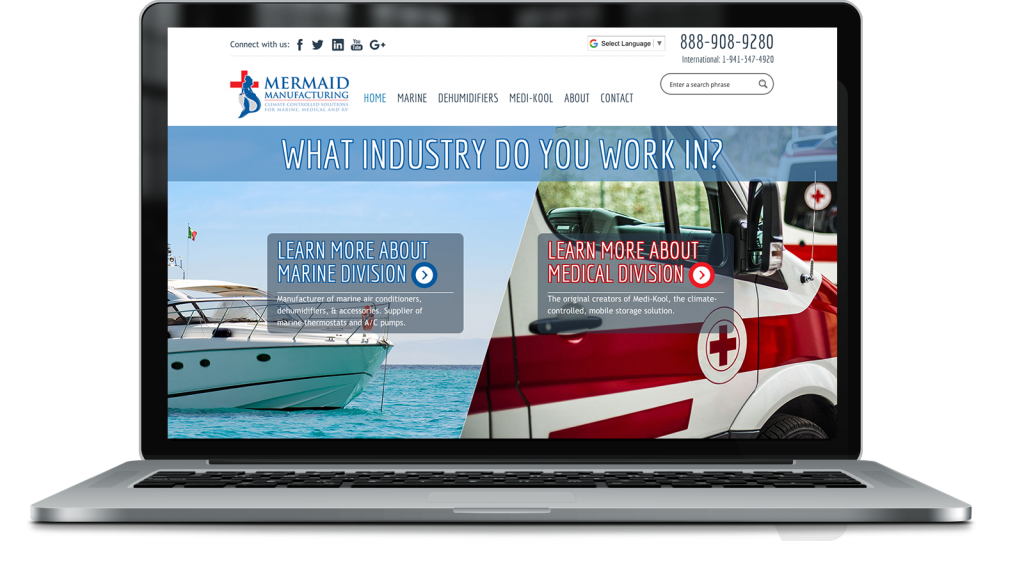 Connect with us:
You
Tube
G+
Select Language
888-908-9280
International: 1-941-347-4920
MERMAID
MANUFACTURING
CLIMATE CONTROLLED SOLUTIONS
FOR MARINE, MEDICAL AND RV
HOME MARINE DEHUMIDIFIERS MEDI-KOOL ABOUT CONTACT
Enter a search phrase
WHAT INDUSTRY DO YOU WORK IN?
LEARN MORE ABOUT
MARINE DIVISION
Manufacturer of marine air conditioners,
dehumidifiers, & accessories. Supplier of
marine thermostats and A/C pumps.
LEARN MORE ABOUT
MEDICAL DIVISION
The original creators of Medi-Kool, the climate-
controlled, mobile storage solution.